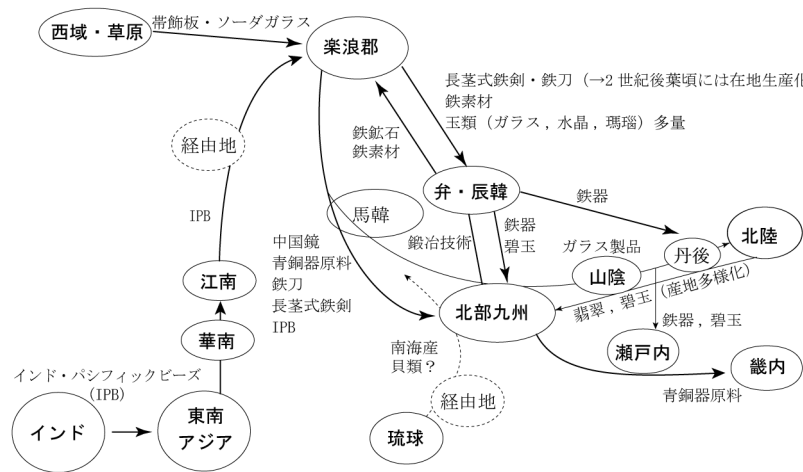 帯飾板・ソーダガラス
西域・草原
楽浪郡
長茎式鉄剣・鉄刀（→2 世紀後葉頃には在地生産化
鉄素材
玉類（ガラス , 水晶 , 瑪瑙）多量
経由地
鉄鉱石
鉄素材
弁・辰韓
鉄器
IPB
馬韓
鍛冶技術
鉄器
碧玉
ガラス製品
丹後
北陸
中国鏡
青銅器原料
鉄刀
長茎式鉄剣
IPB
江南
山陰
北部九州
翡翠 , 碧玉（産地多様化）
鉄器 , 碧玉
華南
南海産
貝類？
瀬戸内
畿内
インド・パシフィックビーズ
(IPB)
青銅器原料
経由地
インド
東南
アジア
琉球